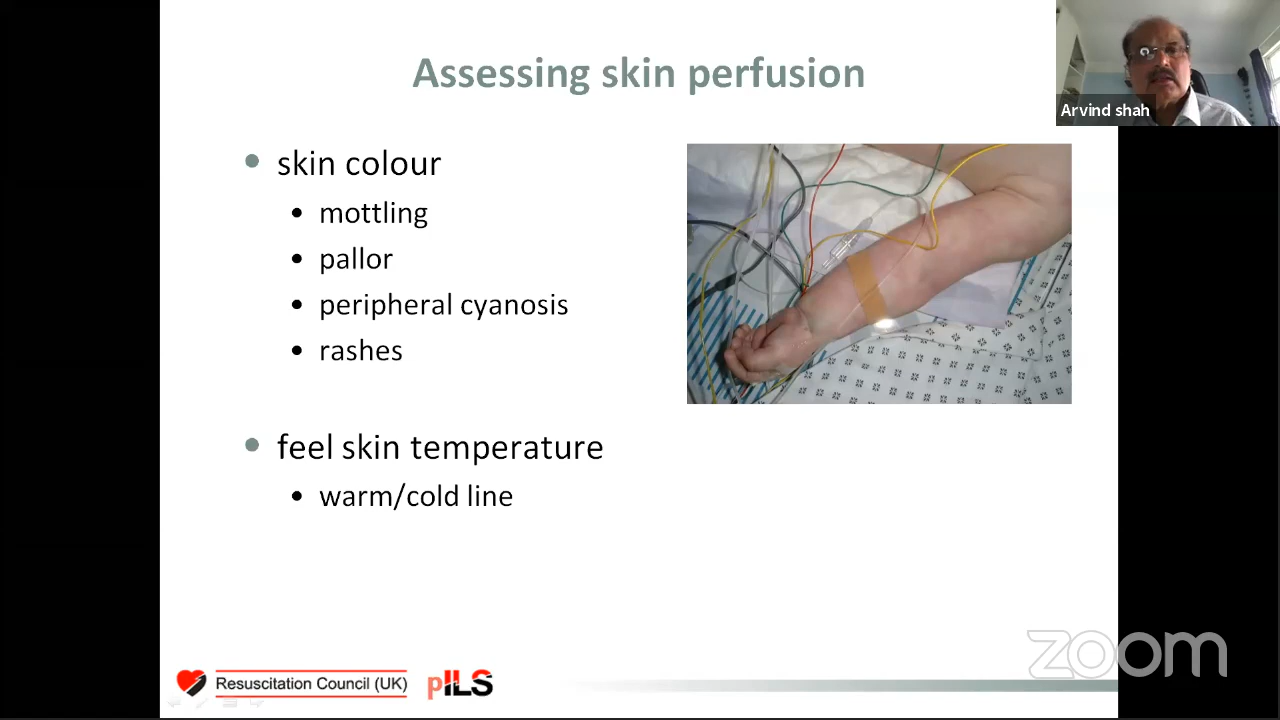 Assessing skin perfusion
Arvind shah
skin colour
mottling
pallor
peripheral cyanosis
rashes
feel skin temperature
warm/cold line
Resuscitation Council (UK)
pILS
zoom